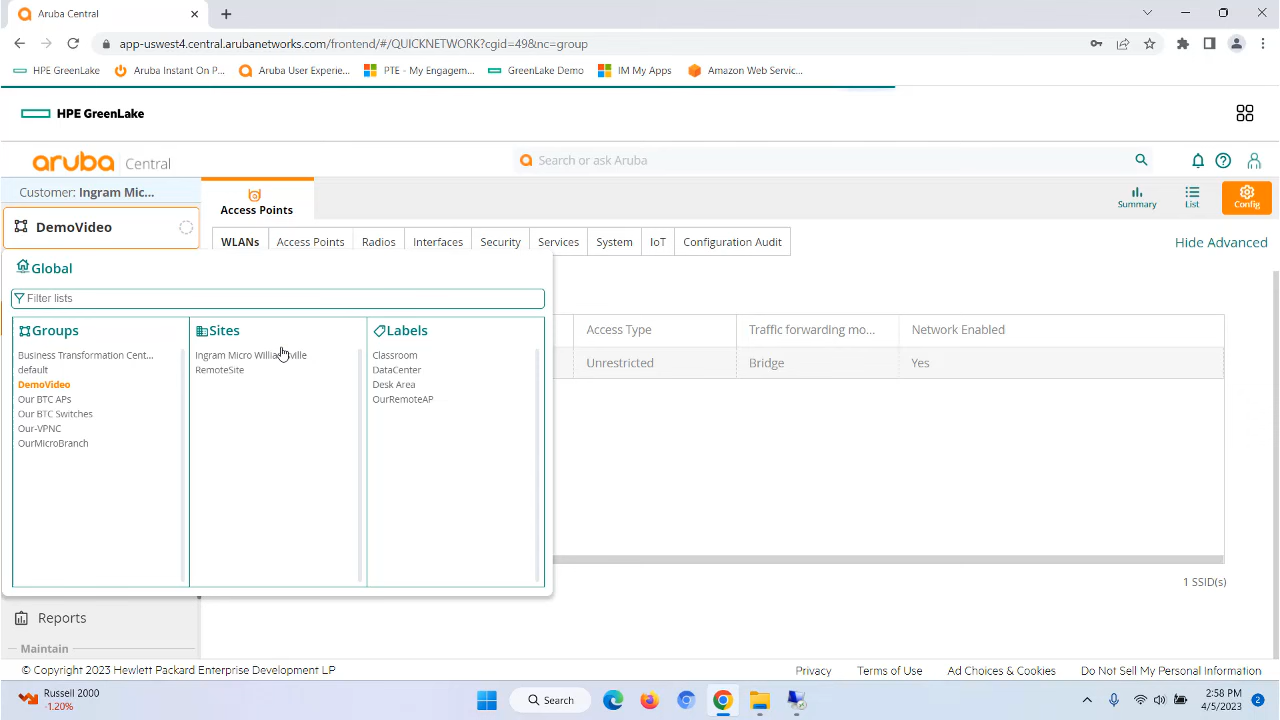 Aruba Central
app-uswest4.central.arubanetworks.com/frontend/#/QUICKNETWORK?cgid=49&nc=group
HPE GreenLake
Aruba Instant On P...
Aruba User Experie...
PTE - My Engagem...
GreenLake Demo
IM My Apps
Amazon Web Servic...
HPE GreenLake
aruba Central
Search or ask Aruba
Customer: Ingram Mic...
Access Points
Summary
List
Config
DemoVideo
WLANs
Access Points
Radios
Interfaces
Security
Services
System
IoT
Configuration Audit
Hide Advanced
Global
Filter lists
Groups
Business Transformation Cent...
default
DemoVideo
Our BTC APs
Our BTC Switches
Our-VPNC
OurMicroBranch
Sites
RemoteSite
Labels
Classroom
DataCenter
Desk Area
OurRemoteAP
Access Type
Traffic forwarding mo...
Network Enabled
Unrestricted
Bridge
Yes
1 SSID(s)
Reports
Maintain
© Copyright 2023 Hewlett Packard Enterprise Development LP
Privacy
Terms of Use
Ad Choices & Cookies
Do Not Sell My Personal Information
Russell 2000
-1.20%
Search
2:58 PM
4/5/2023
2